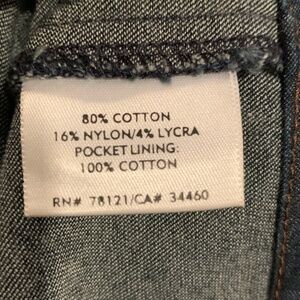 80% COTTON
16% NYLON/4% LYCRA
POCKET LINING:
100% COTTON
RN# 78121/CA# 34460